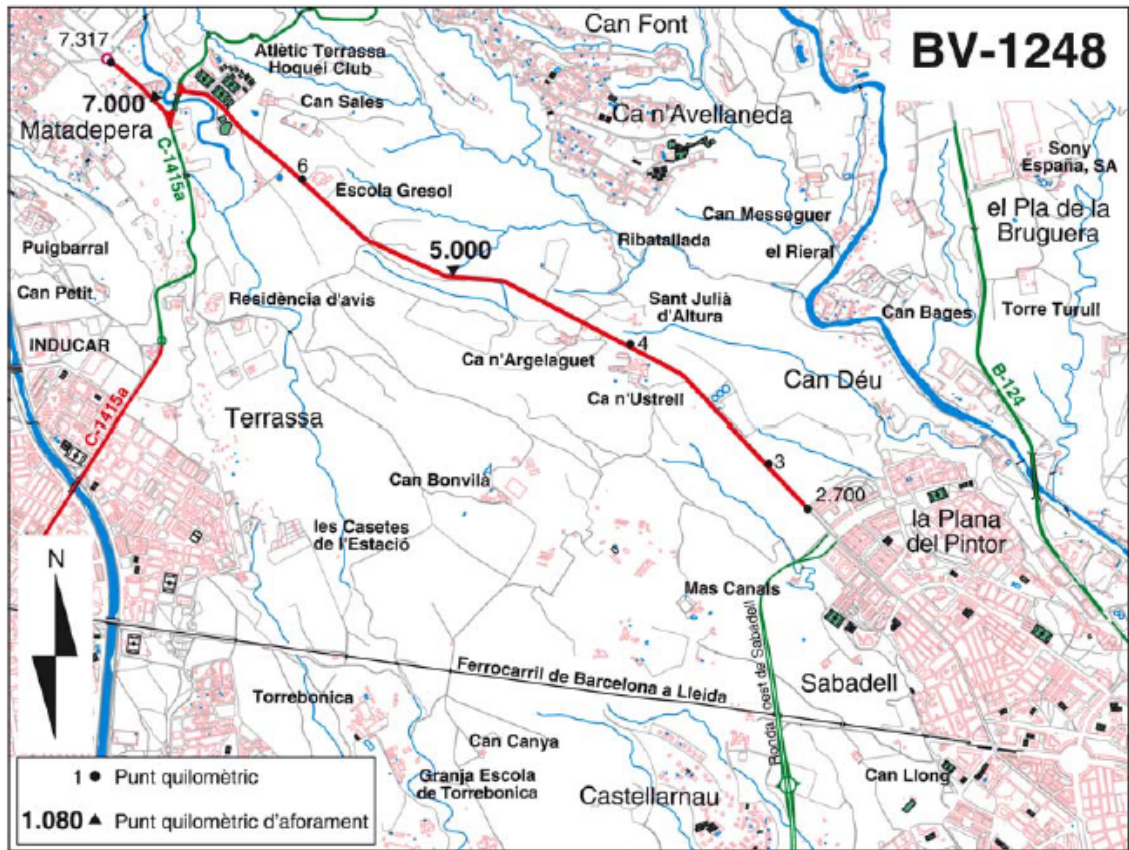 BV-1248
Can Font
7.317
Atlètic Terrassa
Hoquei Club
7.000
Can Sales
Matadepera
Ca n'Avellaneda
Sony
España, SA
C-1415a
6
Escola Gresol
Can Messeguer
el Pla de la
Bruguera
Puigbarral
5.000
Ribatallada
el Rieral
Can Petit
Residència d'avis
Sant Julià
d'Altura
Can Bages
Torre Turull
INDUCAR
4
Ca n'Argelaguet
Can Déu
B-124
Ca n'Ustrell
C-1415a
Terrassa
3
Can Bonvilà
2.700
les Casetes
de l'Estació
la Plana
del Pintor
N
Mas Canals
Ronda oest de Sabadell
Ferrocarril de Barcelona a Lleida
Sabadell
Torrebonica
Can Canya
Granja Escola
de Torrebonica
Can Llong
Castellarnau
1 Punt quilomètric
1.080 Punt quilomètric d'aforament